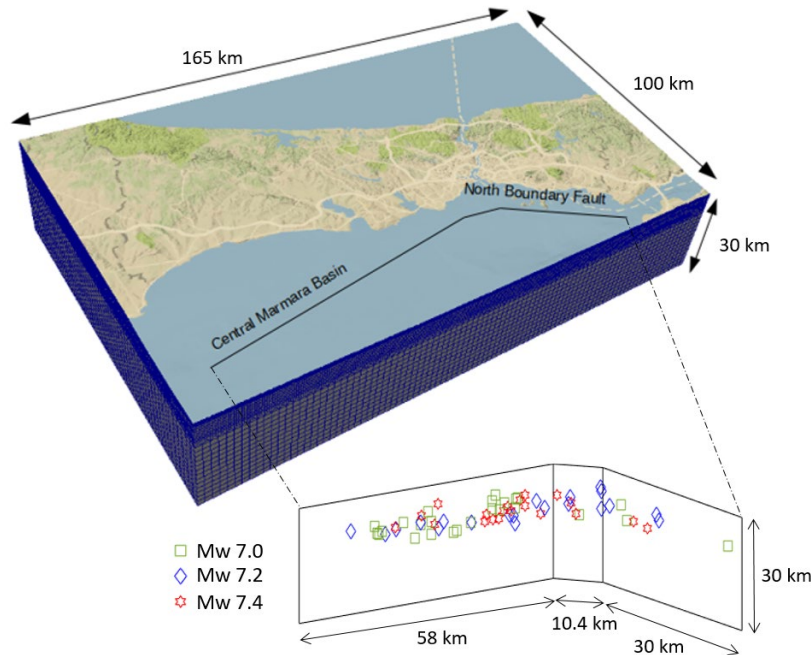 165 km
100 km
North Boundary Fault
30 km
Central Marmara Basin
Mw 7.0
Mw 7.2
Mw 7.4
30 km
58 km
10.4 km
30 km